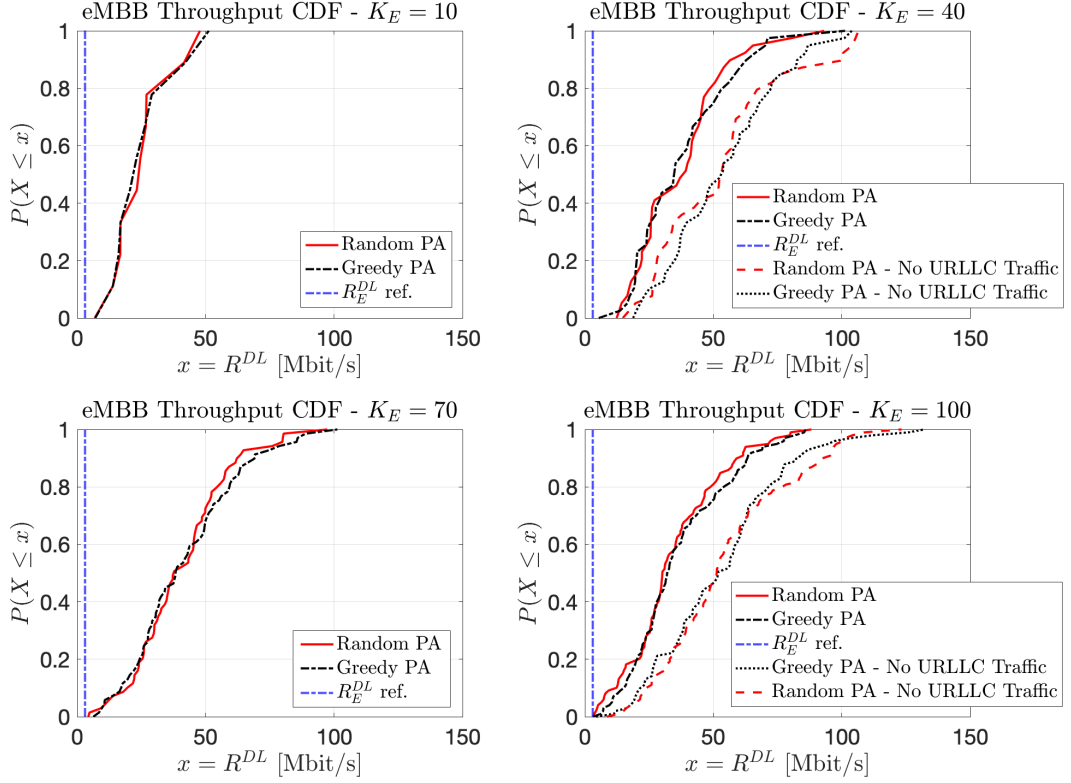 eMBB Throughput CDF - K_E = 10
1
0.8
0.6
0.4
0.2
0
P(X ≤ x)
Random PA
Greedy PA
R_E^{DL} ref.
0 50 100 150
x = R^{DL} [Mbit/s]
eMBB Throughput CDF - K_E = 40
1
0.8
0.6
0.4
0.2
0
P(X ≤ x)
Random PA
Greedy PA
R_E^{DL} ref.
Random PA - No URLLC Traffic
Greedy PA - No URLLC Traffic
0 50 100 150
x = R^{DL} [Mbit/s]
eMBB Throughput CDF - K_E = 70
1
0.8
0.6
0.4
0.2
0
P(X ≤ x)
Random PA
Greedy PA
R_E^{DL} ref.
0 50 100 150
x = R^{DL} [Mbit/s]
eMBB Throughput CDF - K_E = 100
1
0.8
0.6
0.4
0.2
0
P(X ≤ x)
Random PA
Greedy PA
R_E^{DL} ref.
Greedy PA - No URLLC Traffic
Random PA - No URLLC Traffic
0 50 100 150
x = R^{DL} [Mbit/s]